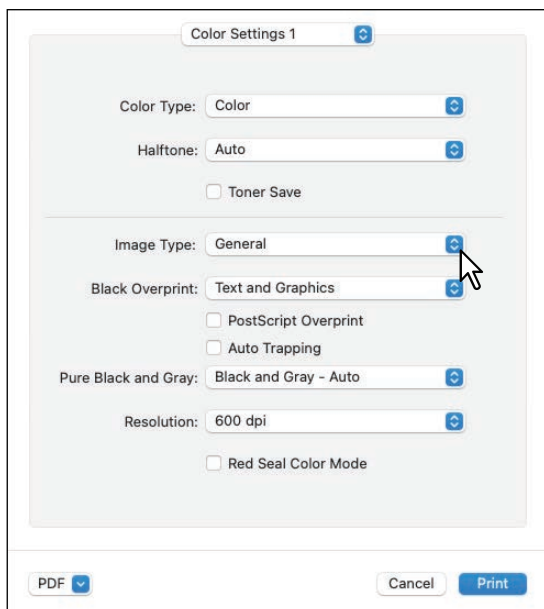 Color Settings 1
Color Type: Color
Halftone: Auto
Toner Save
Image Type: General
Black Overprint: Text and Graphics
PostScript Overprint
Auto Trapping
Pure Black and Gray: Black and Gray - Auto
Resolution: 600 dpi
Red Seal Color Mode
PDF Cancel Print